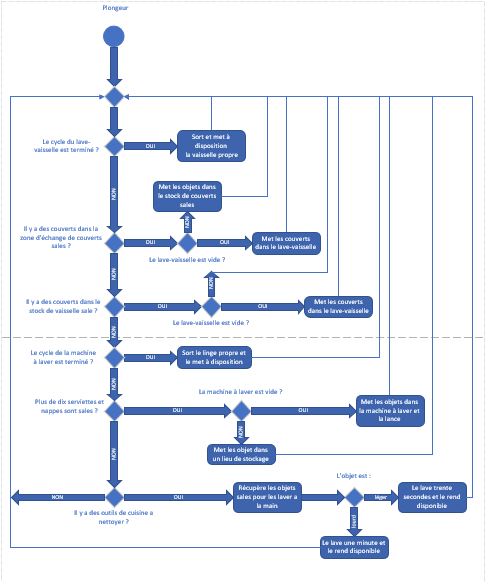 Plongeur
Le cycle du lave-
vaisselle est terminé ?
OUI
Sort et met à
disposition
la vaisselle propre
NON
Met les objets dans
le stock de couverts
sales
NON
Il y a des couverts dans la
zone d'échange de couverts
sales ?
OUI
OUI
Met les couverts
dans le lave-vaisselle
Le lave-vaisselle est vide ?
NON
NON
Il y a des couverts dans le
stock de vaisselle sale ?
OUI
OUI
Met les couverts
dans le lave-vaisselle
Le lave-vaisselle est vide ?
NON
Le cycle de la machine
à laver est terminé ?
OUI
Sort le linge propre et
le met à disposition
NON
La machine à laver est vide ?
Plus de dix serviettes et
nappes sont sales ?
OUI
OUI
Met les objets dans
la machine à laver et
la lance
NON
NON
Met les objet dans
un lieu de stockage
L'objet est :
NON
OUI
Récupère les objets
sales pour les laver a
la main
léger
Le lave trente
secondes et le rend
disponible
Il y a des outils de cuisine a
nettoyer ?
lourd
Le lave une minute et
le rend disponible